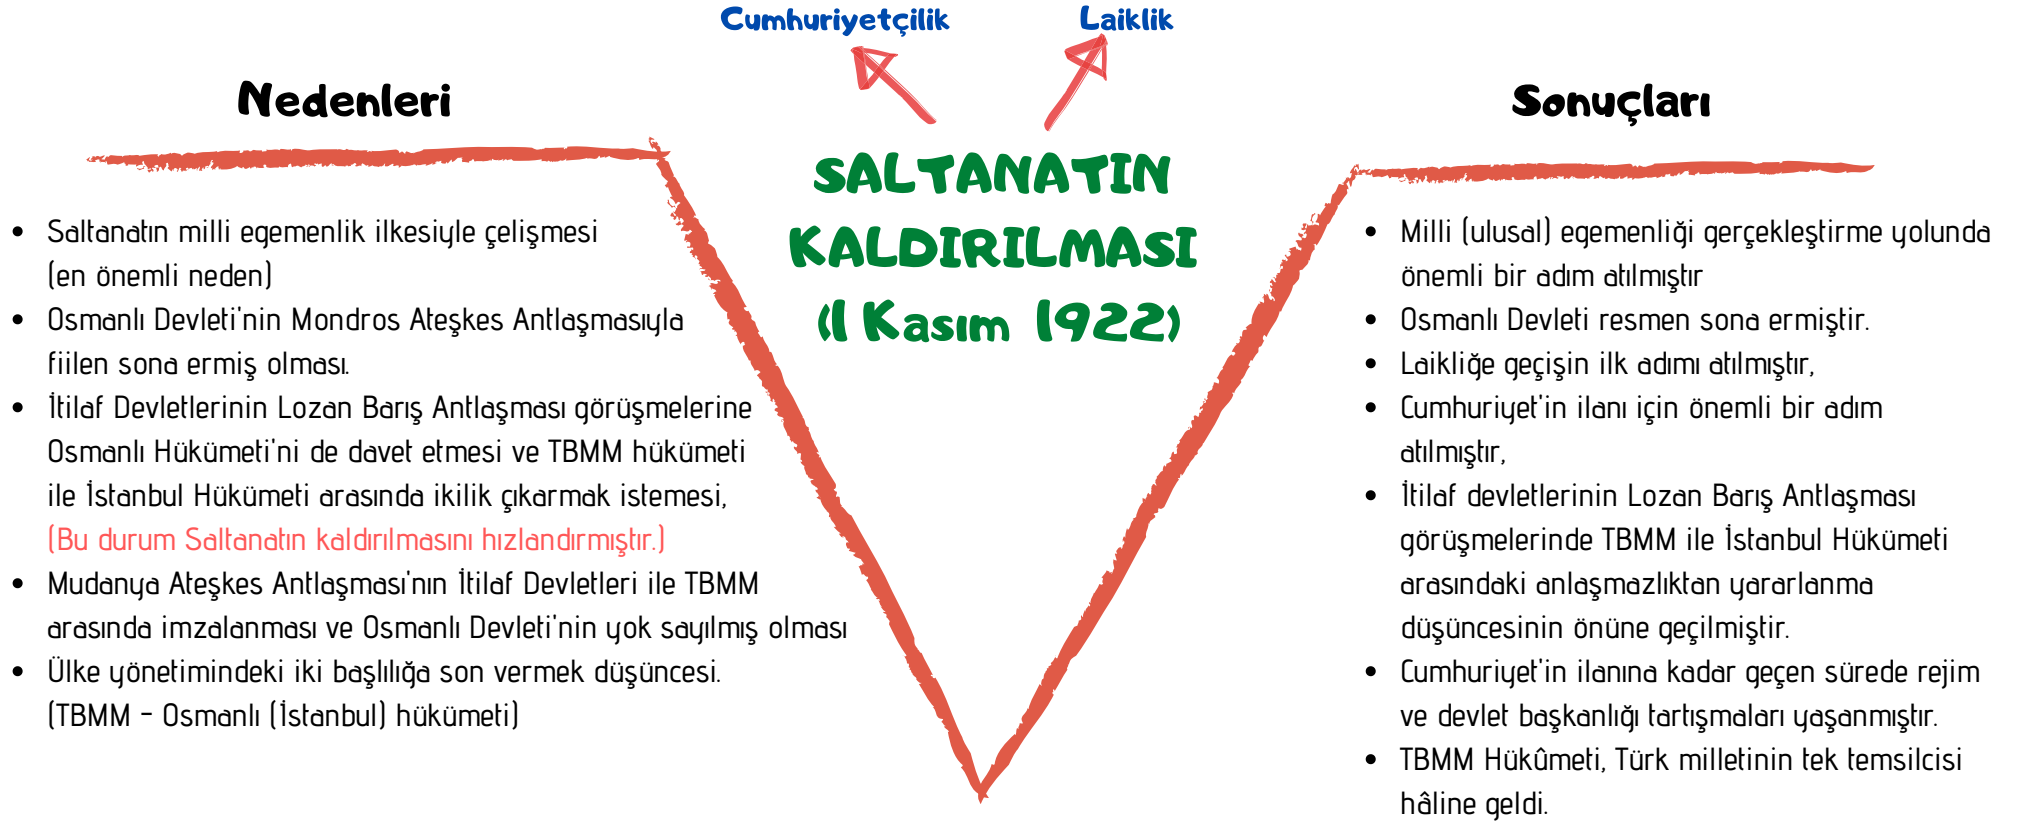 Cumhuriyetçilik
Laiklik
SALTANATIN
KALDIRILMASI
(1 Kasım 1922)
Nedenleri
• Saltanatın milli egemenlik ilkesiyle çelişmesi
(en önemli neden)
• Osmanlı Devleti'nin Mondros Ateşkes Antlaşmasıyla
fiilen sona ermiş olması.
• İtilaf Devletlerinin Lozan Barış Antlaşması görüşmelerine
Osmanlı Hükümeti'ni de davet etmesi ve TBMM hükümeti
ile İstanbul Hükümeti arasında ikilik çıkarmak istemesi,
(Bu durum Saltanatın kaldırılmasını hızlandırmıştır.)
• Mudanya Ateşkes Antlaşması'nın İtilaf Devletleri ile TBMM
arasında imzalanması ve Osmanlı Devleti'nin yok sayılmış olması
• Ülke yönetimindeki iki başlılığa son vermek düşüncesi.
(TBMM - Osmanlı (İstanbul) hükümeti)
Sonuçları
• Milli (ulusal) egemenliği gerçekleştirme yolunda
önemli bir adım atılmıştır
• Osmanlı Devleti resmen sona ermiştir.
• Laikliğe geçişin ilk adımı atılmıştır,
• Cumhuriyet'in ilanı için önemli bir adım
atılmıştır,
• İtilaf devletlerinin Lozan Barış Antlaşması
görüşmelerinde TBMM ile İstanbul Hükümeti
arasındaki anlaşmazlıktan yararlanma
düşüncesinin önüne geçilmiştir.
• Cumhuriyet'in ilanına kadar geçen sürede rejim
ve devlet başkanlığı tartışmaları yaşanmıştır.
• TBMM Hükûmeti, Türk milletinin tek temsilcisi
hâline geldi.